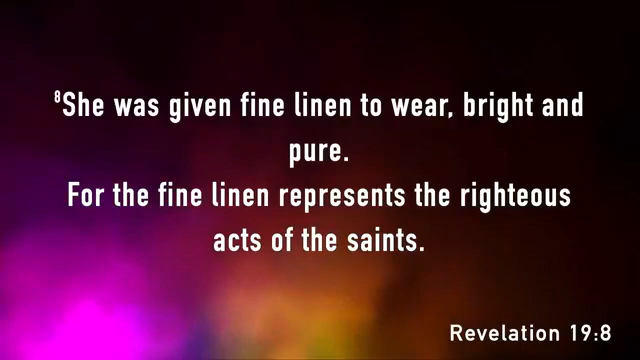 ⁸She was given fine linen to wear, bright and
pure.
For the fine linen represents the righteous
acts of the saints.
Revelation 19:8